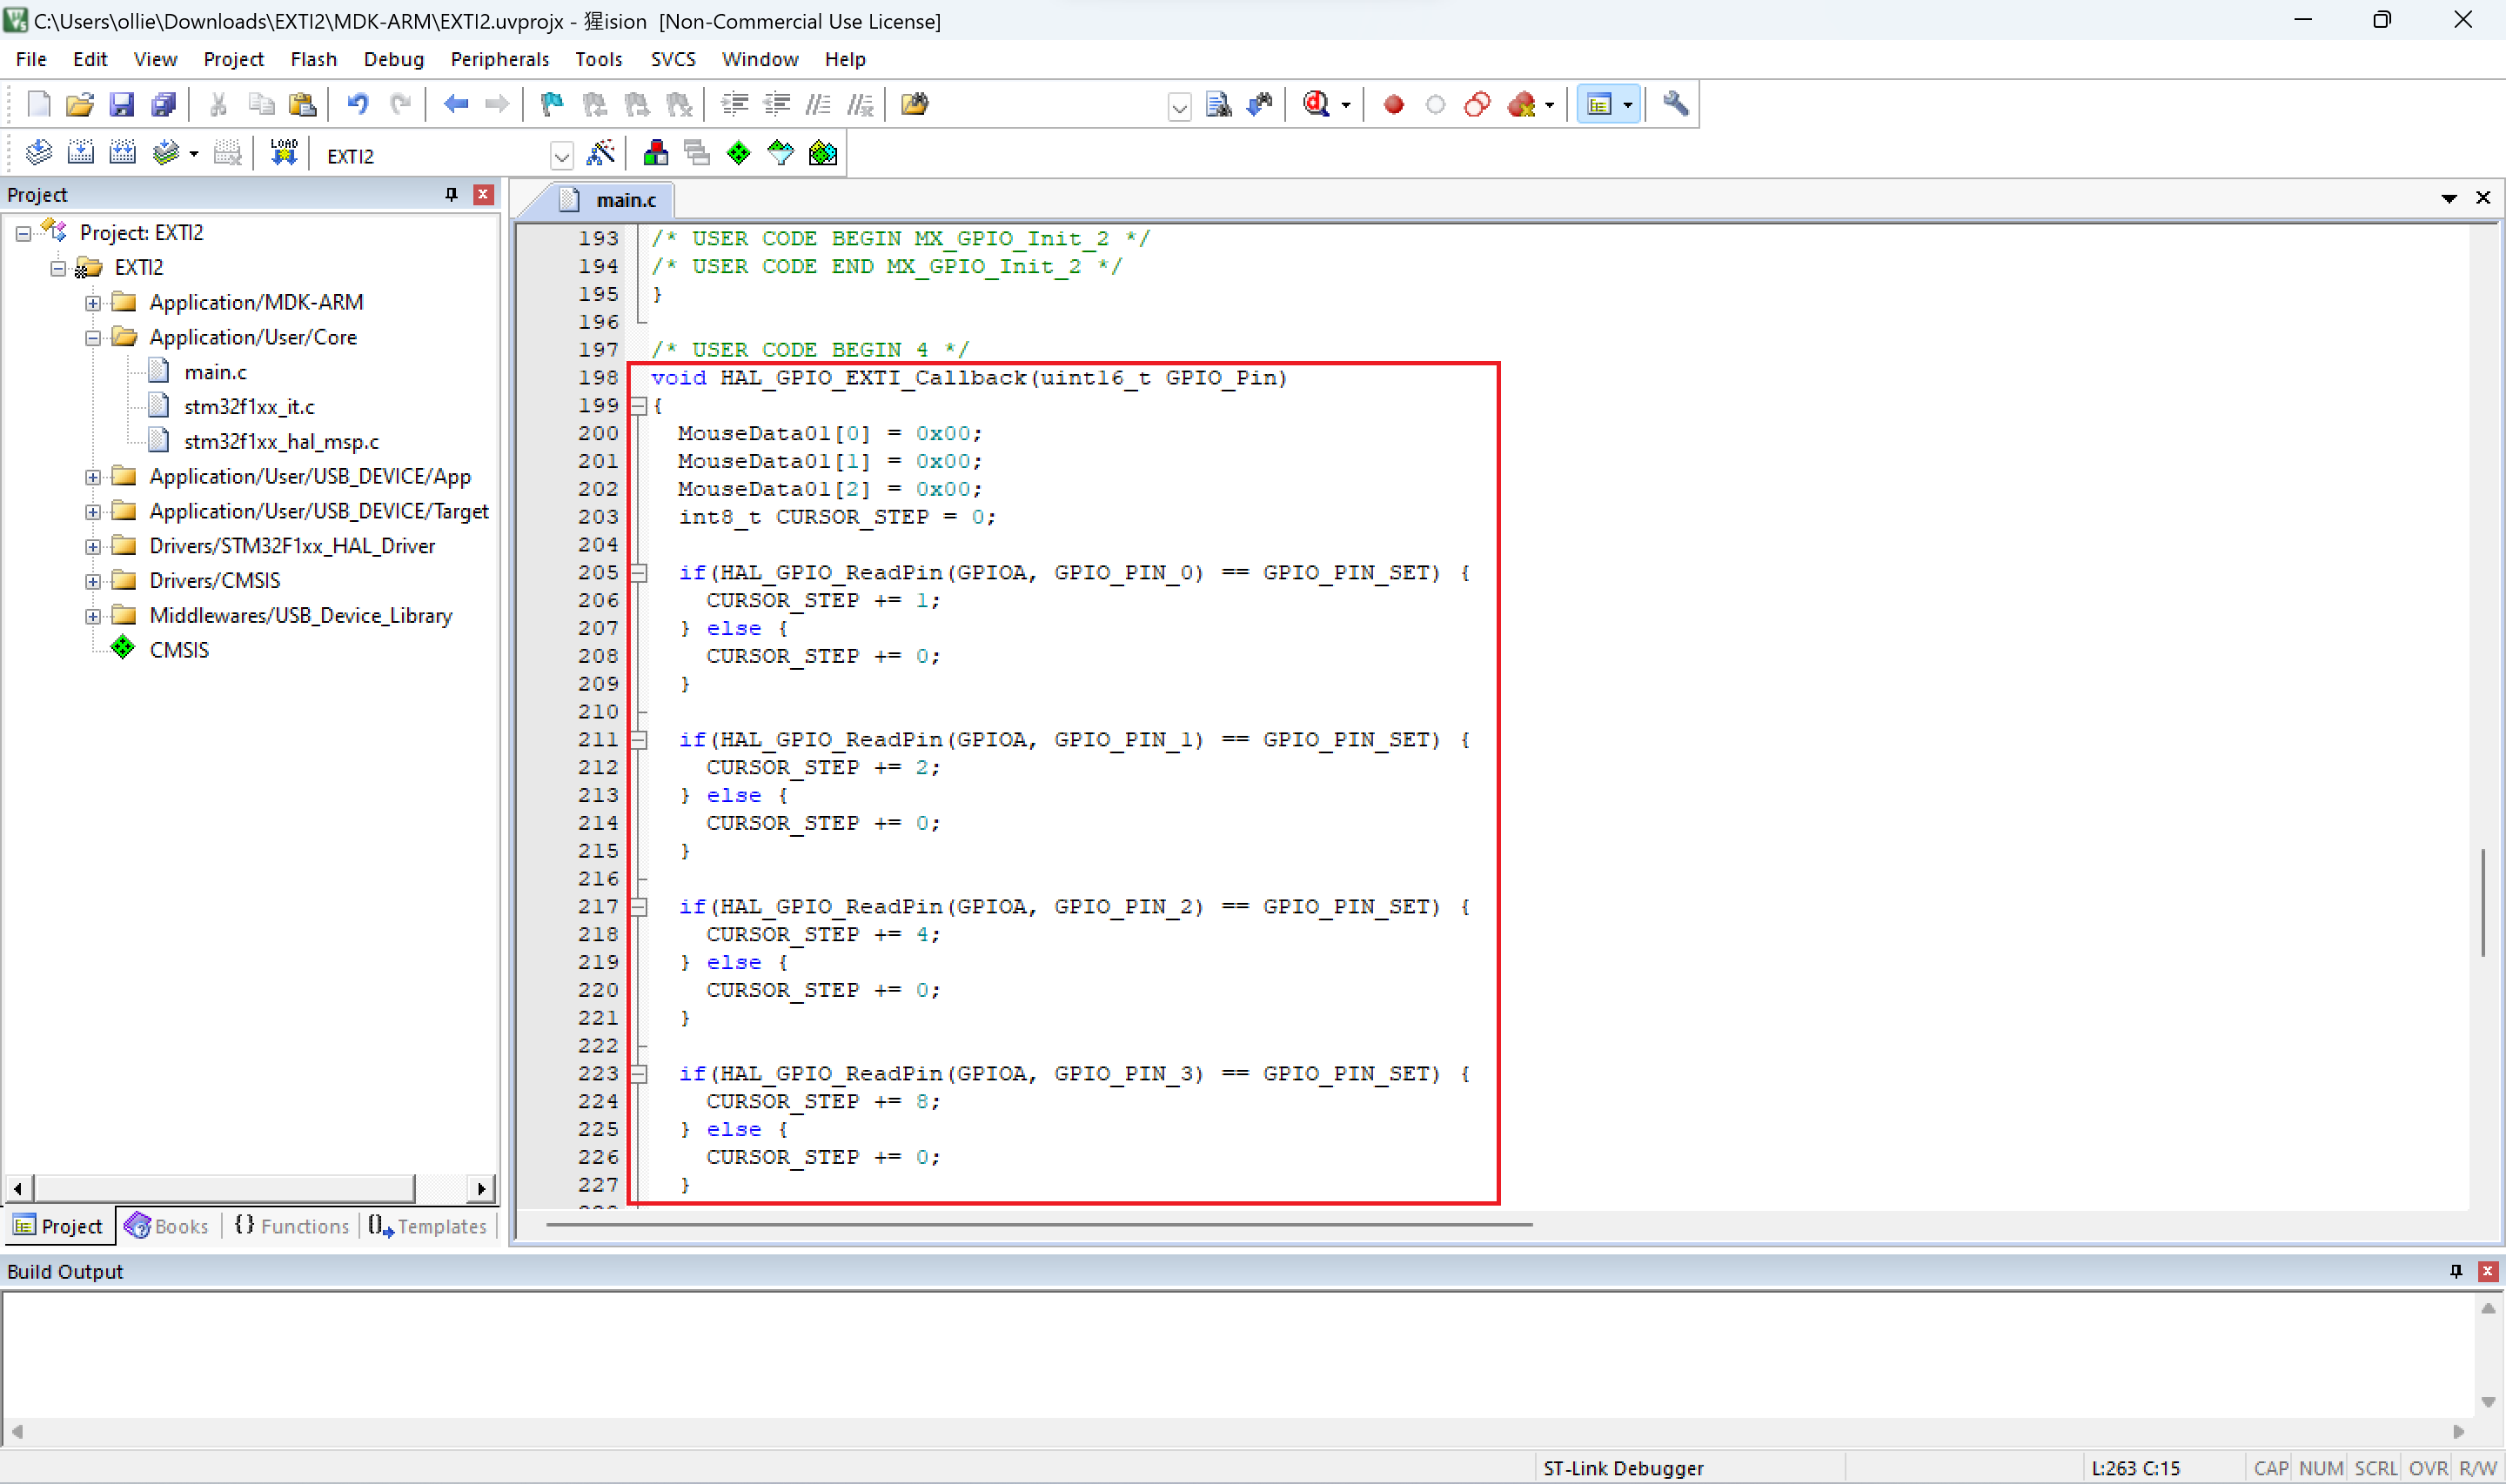 C:\Users\ollie\Downloads\EXTI2\MDK-ARM\EXTI2.uvprojx - 猩ision [Non-Commercial Use License]
File Edit View Project Flash Debug Peripherals Tools SVCS Window Help
LOAD EXTI2
Project
main.c
Project: EXTI2
EXTI2
Application/MDK-ARM
Application/User/Core
main.c
stm32f1xx_it.c
stm32f1xx_hal_msp.c
Application/User/USB_DEVICE/App
Application/User/USB_DEVICE/Target
Drivers/STM32F1xx_HAL_Driver
Drivers/CMSIS
Middlewares/USB_Device_Library
CMSIS
Project Books Functions Templates
193 /* USER CODE BEGIN MX_GPIO_Init_2 */
194 /* USER CODE END MX_GPIO_Init_2 */
195 }
196
197 /* USER CODE BEGIN 4 */
198 void HAL_GPIO_EXTI_Callback(uint16_t GPIO_Pin)
199 {
200 MouseData01[0] = 0x00;
201 MouseData01[1] = 0x00;
202 MouseData01[2] = 0x00;
203 int8_t CURSOR_STEP = 0;
204
205 if(HAL_GPIO_ReadPin(GPIOA, GPIO_PIN_0) == GPIO_PIN_SET) {
206 CURSOR_STEP += 1;
207 } else {
208 CURSOR_STEP += 0;
209 }
210
211 if(HAL_GPIO_ReadPin(GPIOA, GPIO_PIN_1) == GPIO_PIN_SET) {
212 CURSOR_STEP += 2;
213 } else {
214 CURSOR_STEP += 0;
215 }
216
217 if(HAL_GPIO_ReadPin(GPIOA, GPIO_PIN_2) == GPIO_PIN_SET) {
218 CURSOR_STEP += 4;
219 } else {
220 CURSOR_STEP += 0;
221 }
222
223 if(HAL_GPIO_ReadPin(GPIOA, GPIO_PIN_3) == GPIO_PIN_SET) {
224 CURSOR_STEP += 8;
225 } else {
226 CURSOR_STEP += 0;
227 }
Build Output
ST-Link Debugger L:263 C:15 CAP NUM SCRL OVR R/W